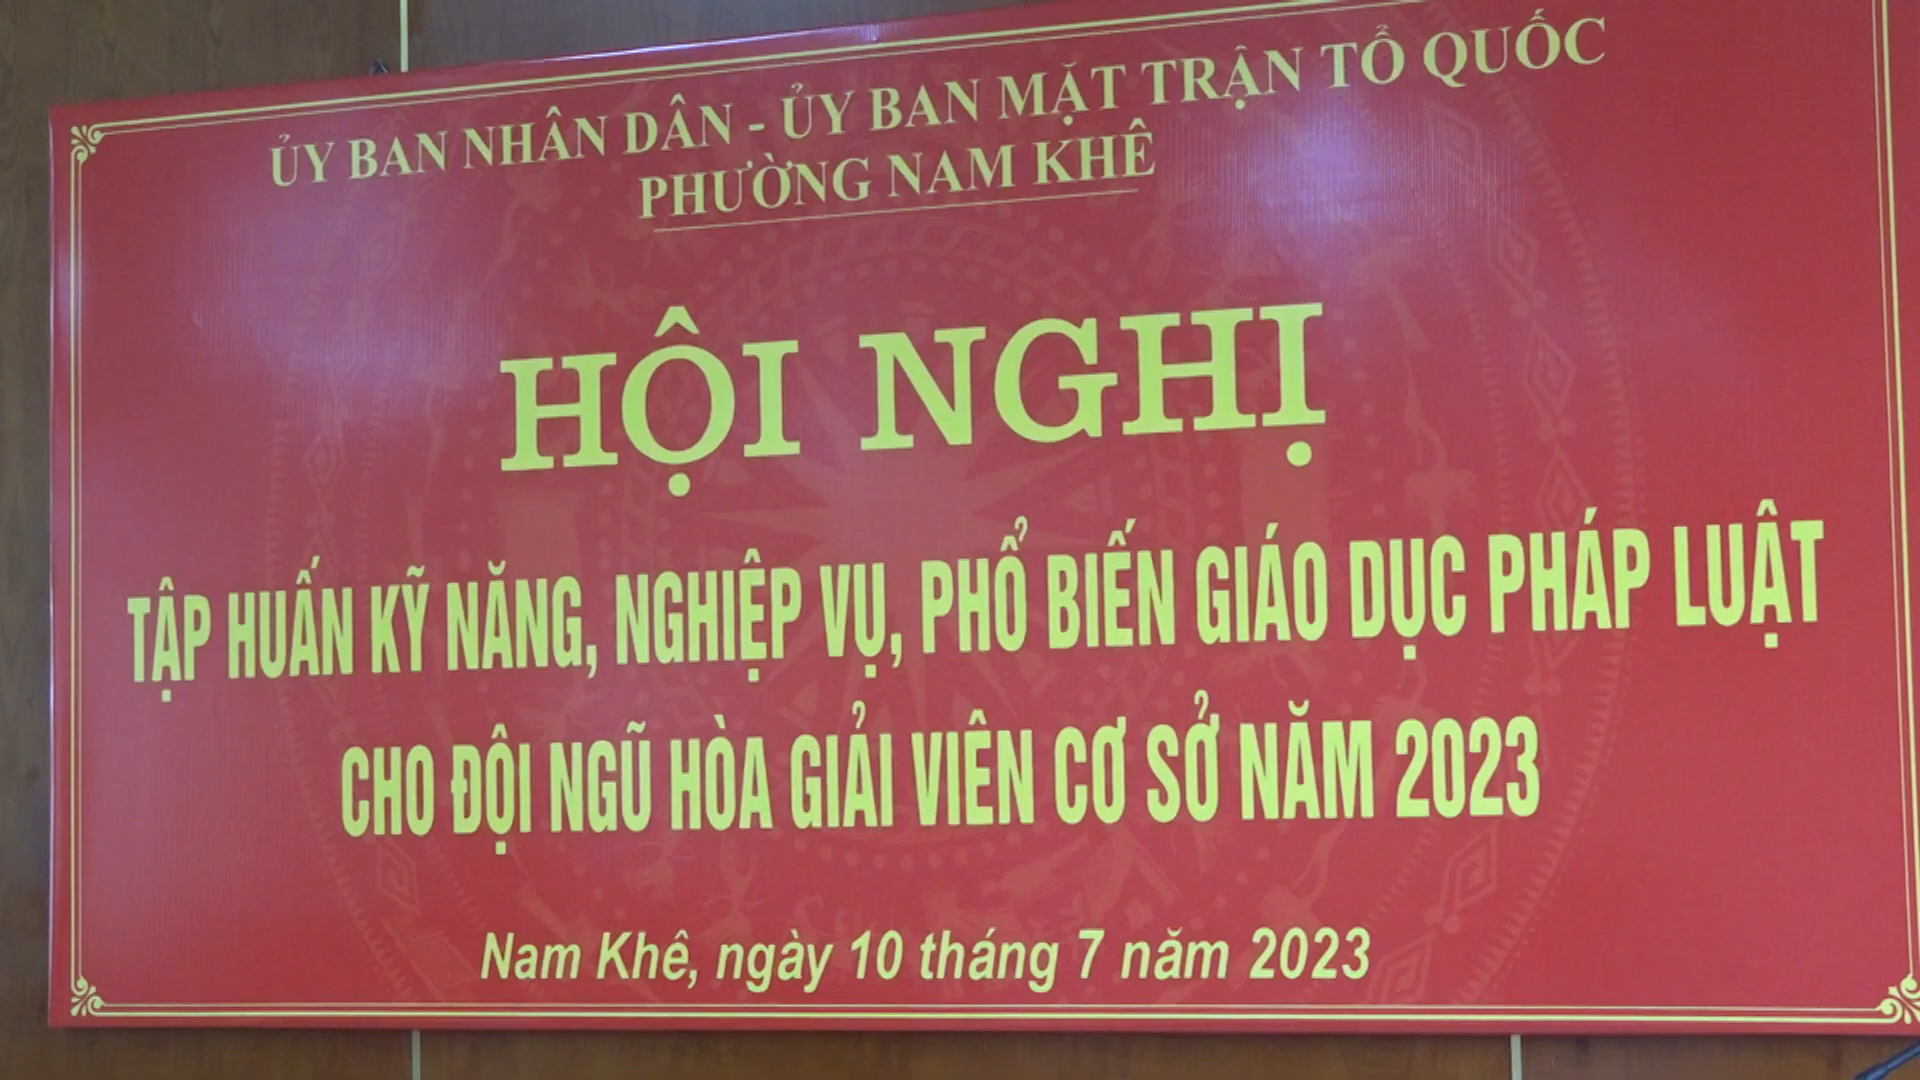 ỦY BAN NHÂN DÂN - ỦY BAN MẶT TRẬN TỔ QUỐC
PHƯỜNG NAM KHÊ
HỘI NGHỊ
TẬP HUẤN KỸ NĂNG, NGHIỆP VỤ, PHỔ BIẾN GIÁO DỤC PHÁP LUẬT
CHO ĐỘI NGŨ HÒA GIẢI VIÊN CƠ SỞ NĂM 2023
Nam Khê, ngày 10 tháng 7 năm 2023